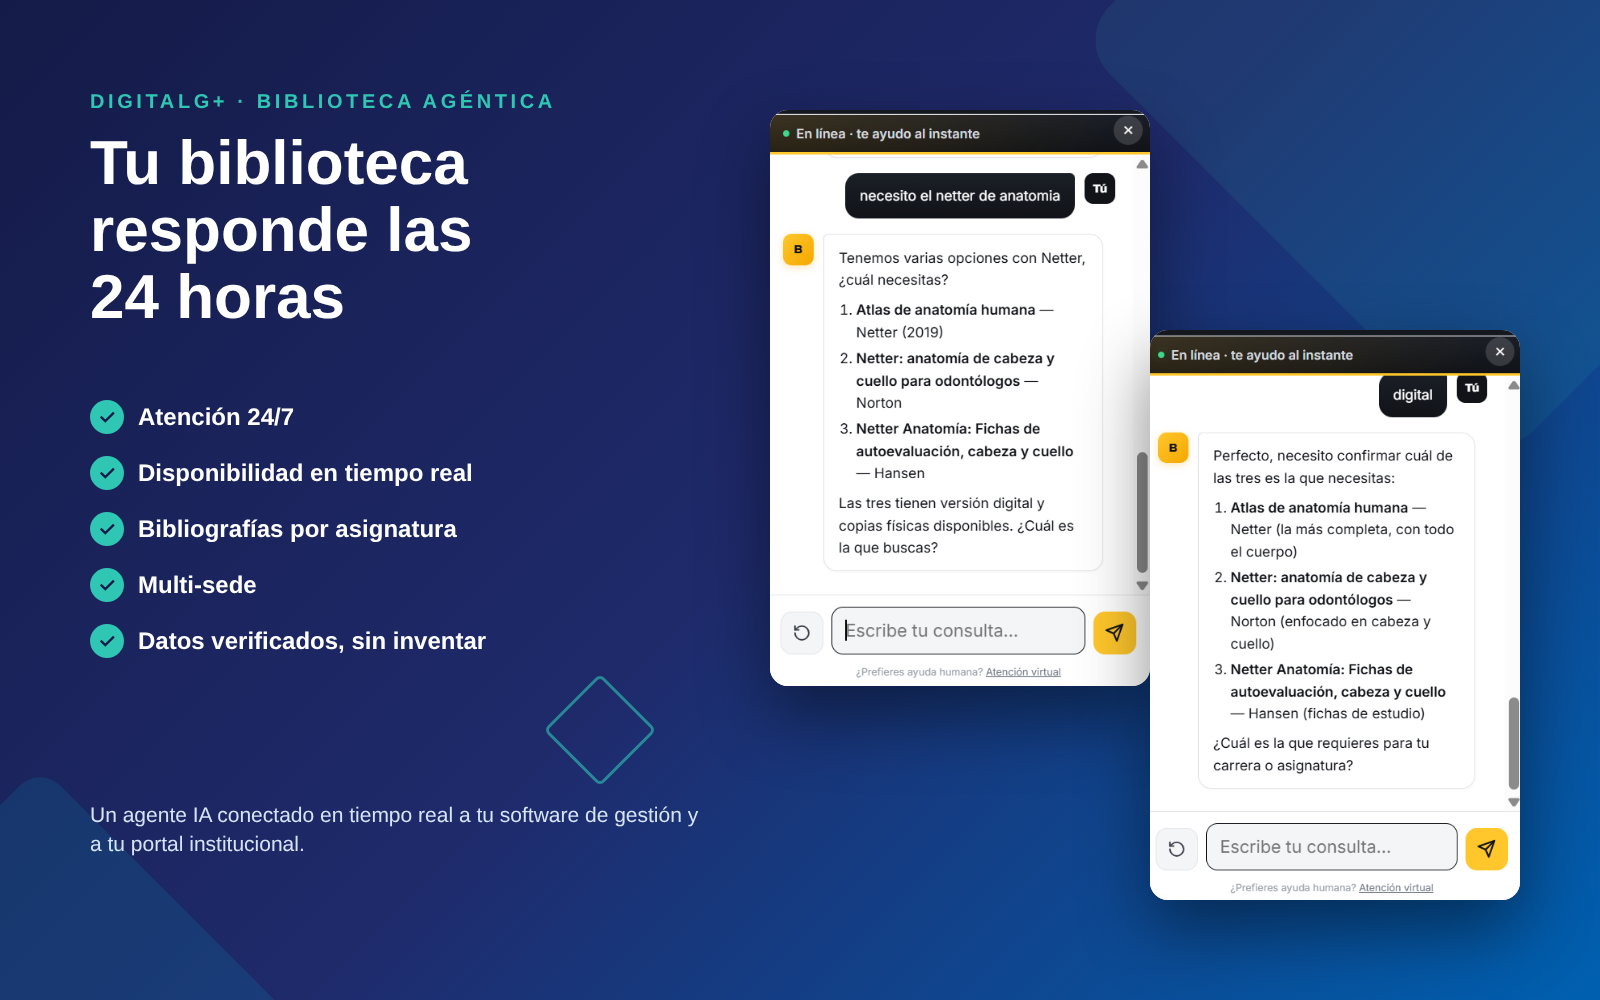 DIGITALG+ · BIBLIOTECA AGÉNTICA
Tu biblioteca
responde las
24 horas
Atención 24/7
Disponibilidad en tiempo real
Bibliografías por asignatura
Multi-sede
Datos verificados, sin inventar
Un agente IA conectado en tiempo real a tu software de gestión y
a tu portal institucional.
En línea · te ayudo al instante
necesito el netter de anatomia
Tú
B
Tenemos varias opciones con Netter,
¿cuál necesitas?
1. Atlas de anatomía humana —
Netter (2019)
2. Netter: anatomía de cabeza y
cuello para odontólogos —
Norton
3. Netter Anatomía: Fichas de
autoevaluación, cabeza y cuello
— Hansen
Las tres tienen versión digital y
copias físicas disponibles. ¿Cuál es
la que buscas?
Escribe tu consulta...
¿Prefieres ayuda humana? Atención virtual
En línea · te ayudo al instante
digital
Tú
B
Perfecto, necesito confirmar cuál de
las tres es la que necesitas:
1. Atlas de anatomía humana —
Netter (la más completa, con todo
el cuerpo)
2. Netter: anatomía de cabeza y
cuello para odontólogos —
Norton (enfocado en cabeza y
cuello)
3. Netter Anatomía: Fichas de
autoevaluación, cabeza y cuello
— Hansen (fichas de estudio)
¿Cuál es la que requieres para tu
carrera o asignatura?
Escribe tu consulta...
¿Prefieres ayuda humana? Atención virtual